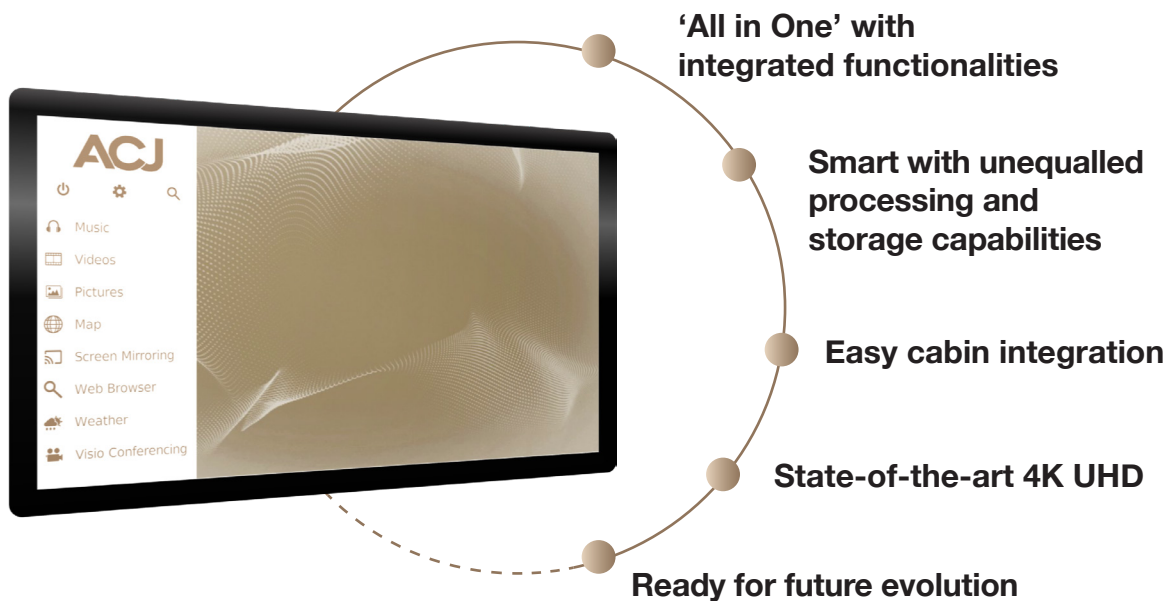 ‘All in One’ with
integrated functionalities
ACJ
Music
Videos
Pictures
Map
Screen Mirroring
Web Browser
Weather
Visio Conferencing
Smart with unequalled
processing and
storage capabilities
Easy cabin integration
State-of-the-art 4K UHD
Ready for future evolution